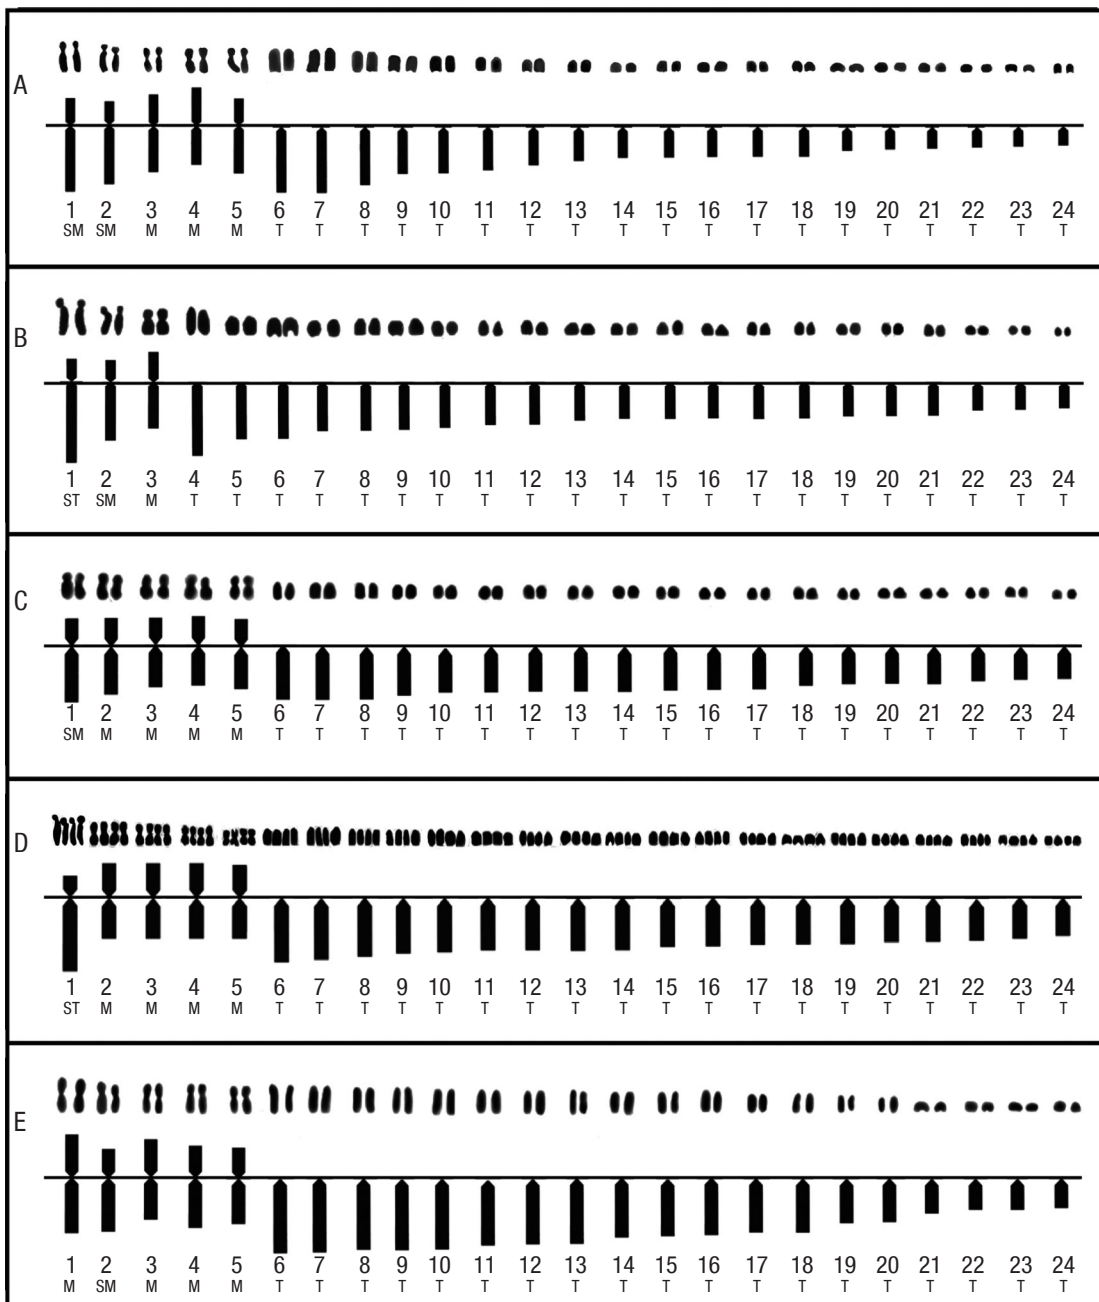 A
1 2 3 4 5 6 7 8 9 10 11 12 13 14 15 16 17 18 19 20 21 22 23 24
SM SM M M M T T T T T T T T T T T T T T T T T T T
B
1 2 3 4 5 6 7 8 9 10 11 12 13 14 15 16 17 18 19 20 21 22 23 24
ST SM M T T T T T T T T T T T T T T T T T T T T T
C
1 2 3 4 5 6 7 8 9 10 11 12 13 14 15 16 17 18 19 20 21 22 23 24
SM M M M M T T T T T T T T T T T T T T T T T T T
D
1 2 3 4 5 6 7 8 9 10 11 12 13 14 15 16 17 18 19 20 21 22 23 24
ST M M M M T T T T T T T T T T T T T T T T T T T
E
1 2 3 4 5 6 7 8 9 10 11 12 13 14 15 16 17 18 19 20 21 22 23 24
M SM M M M T T T T T T T T T T T T T T T T T T T